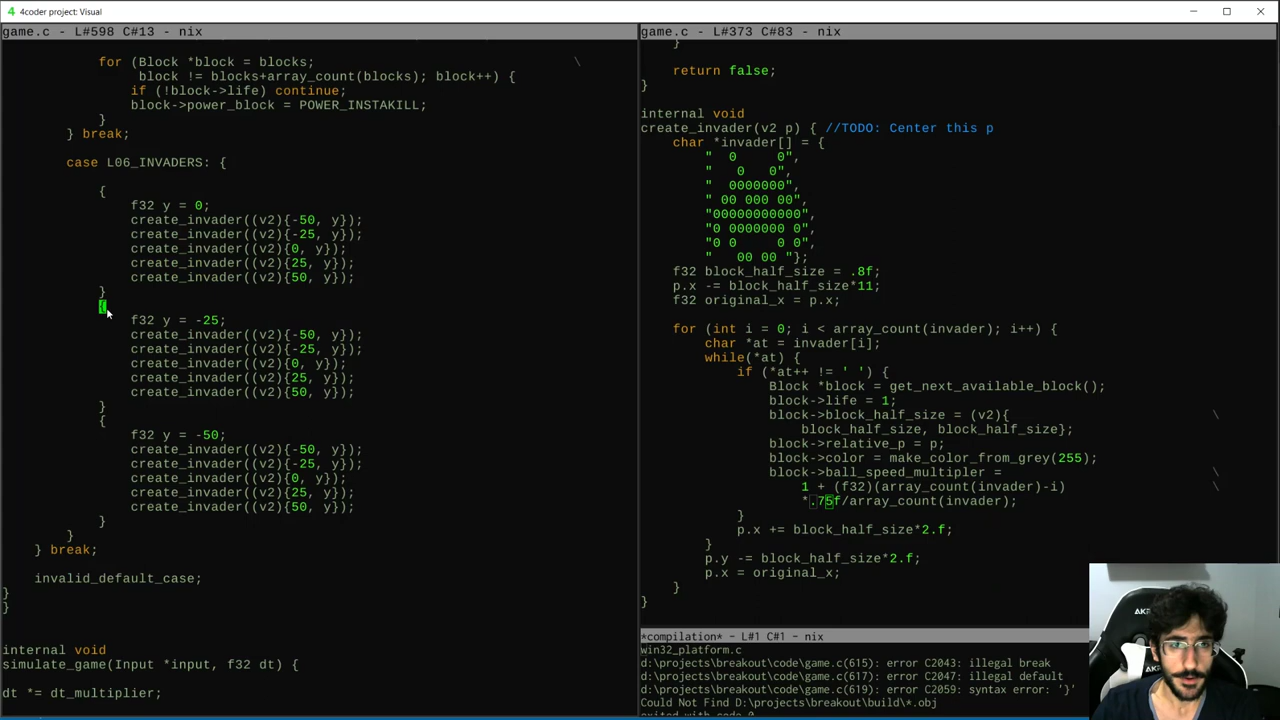 4coder project: Visual
game.c - L#598 C#13 - nix
for (Block *block = blocks; \
block != blocks+array_count(blocks); block++) {
if (!block->life) continue;
block->power_block = POWER_INSTAKILL;
}
} break;
case L06_INVADERS: {
{
f32 y = 0;
create_invader((v2){-50, y});
create_invader((v2){-25, y});
create_invader((v2){0, y});
create_invader((v2){25, y});
create_invader((v2){50, y});
}
{
f32 y = -25;
create_invader((v2){-50, y});
create_invader((v2){-25, y});
create_invader((v2){0, y});
create_invader((v2){25, y});
create_invader((v2){50, y});
}
{
f32 y = -50;
create_invader((v2){-50, y});
create_invader((v2){-25, y});
create_invader((v2){0, y});
create_invader((v2){25, y});
create_invader((v2){50, y});
}
}
} break;
invalid_default_case;
}
}
internal void
simulate_game(Input *input, f32 dt) {
dt *= dt_multiplier;
game.c - L#373 C#83 - nix
}
return false;
}
internal void
create_invader(v2 p) { //TODO: Center this p
char *invader[] = {
"  0     0",
"   0   0",
"  0000000",
" 00 000 00",
"00000000000",
"0 0000000 0",
"0 0     0 0",
"   00 00 "};
f32 block_half_size = .8f;
p.x -= block_half_size*11;
f32 original_x = p.x;
for (int i = 0; i < array_count(invader); i++) {
char *at = invader[i];
while(*at) {
if (*at++ != ' ') {
Block *block = get_next_available_block();
block->life = 1;
block->block_half_size = (v2){ \
block_half_size, block_half_size};
block->relative_p = p;
block->color = make_color_from_grey(255);
block->ball_speed_multipler = \
1 + (f32)(array_count(invader)-i) \
*.75f/array_count(invader);
}
p.x += block_half_size*2.f;
}
p.y -= block_half_size*2.f;
p.x = original_x;
}
}
*compilation* - L#1 C#1 - nix
win32_platform.c
d:\projects\breakout\code\game.c(615): error C2043: illegal break
d:\projects\breakout\code\game.c(617): error C2047: illegal default
d:\projects\breakout\code\game.c(619): error C2059: syntax error: '}'
Could Not Find D:\projects\breakout\build\*.obj
exited with code 0